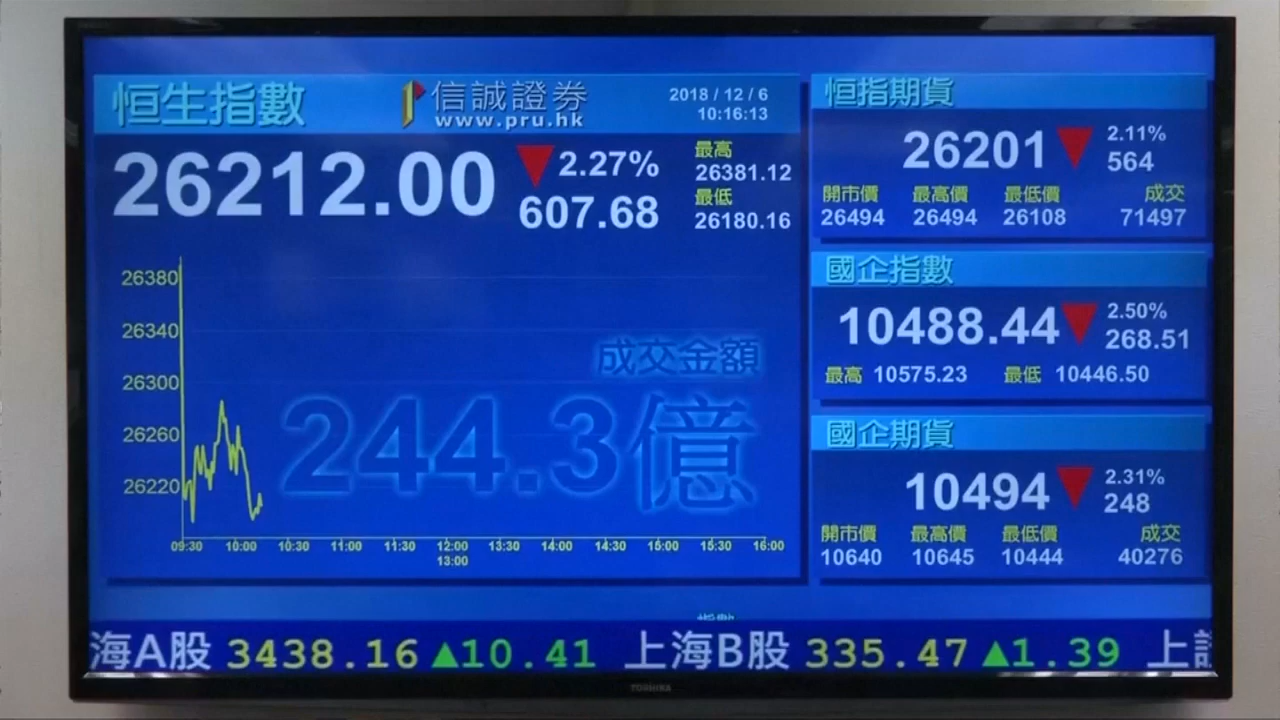 恒生指數
信誠證券
www.pru.hk
2018/12/6
10:16:13
26212.00
2.27%
607.68
最高
26381.12
最低
26180.16
26380
26340
26300
26260
26220
成交金額
244.3億
09:30 10:00 10:30 11:00 11:30 12:00 13:30 14:00 14:30 15:00 15:30 16:00
13:00
恒指期貨
26201
2.11%
564
開市價 最高價 最低價 成交
26494 26494 26108 71497
國企指數
10488.44
2.50%
268.51
最高 10575.23 最低 10446.50
國企期貨
10494
2.31%
248
開市價 最高價 最低價 成交
10640 10645 10444 40276
海A股 3438.16 ▲10.41 上海B股 335.47 ▲1.39 上
TOSHIBA